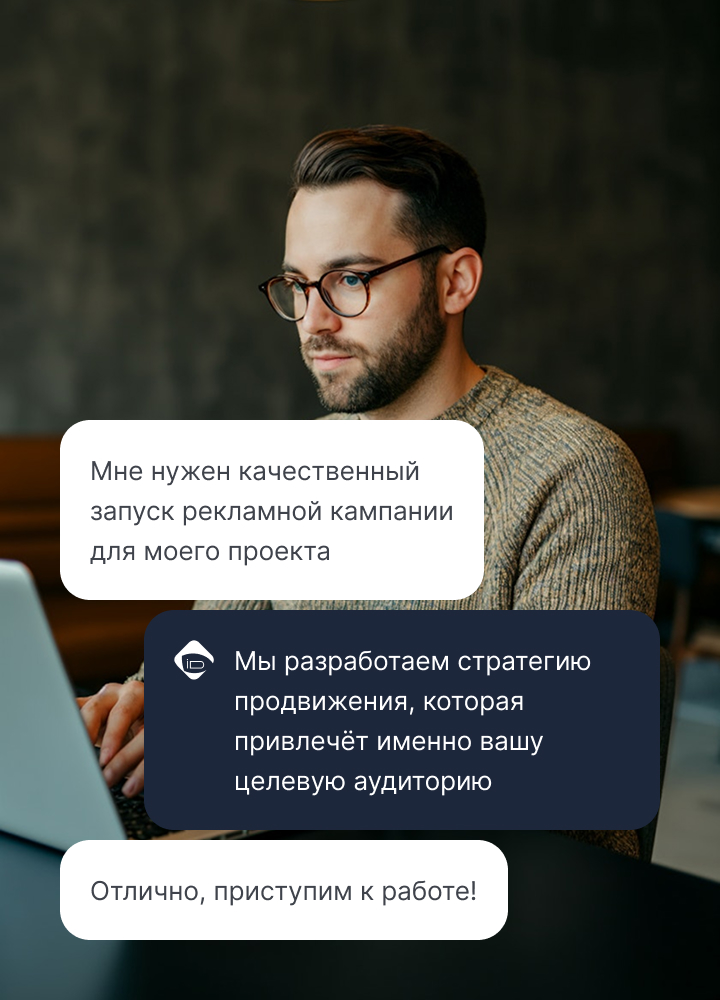 Мне нужен качественный
запуск рекламной кампании
для моего проекта
iD
Мы разработаем стратегию
продвижения, которая
привлечёт именно вашу
целевую аудиторию
Отлично, приступим к работе!